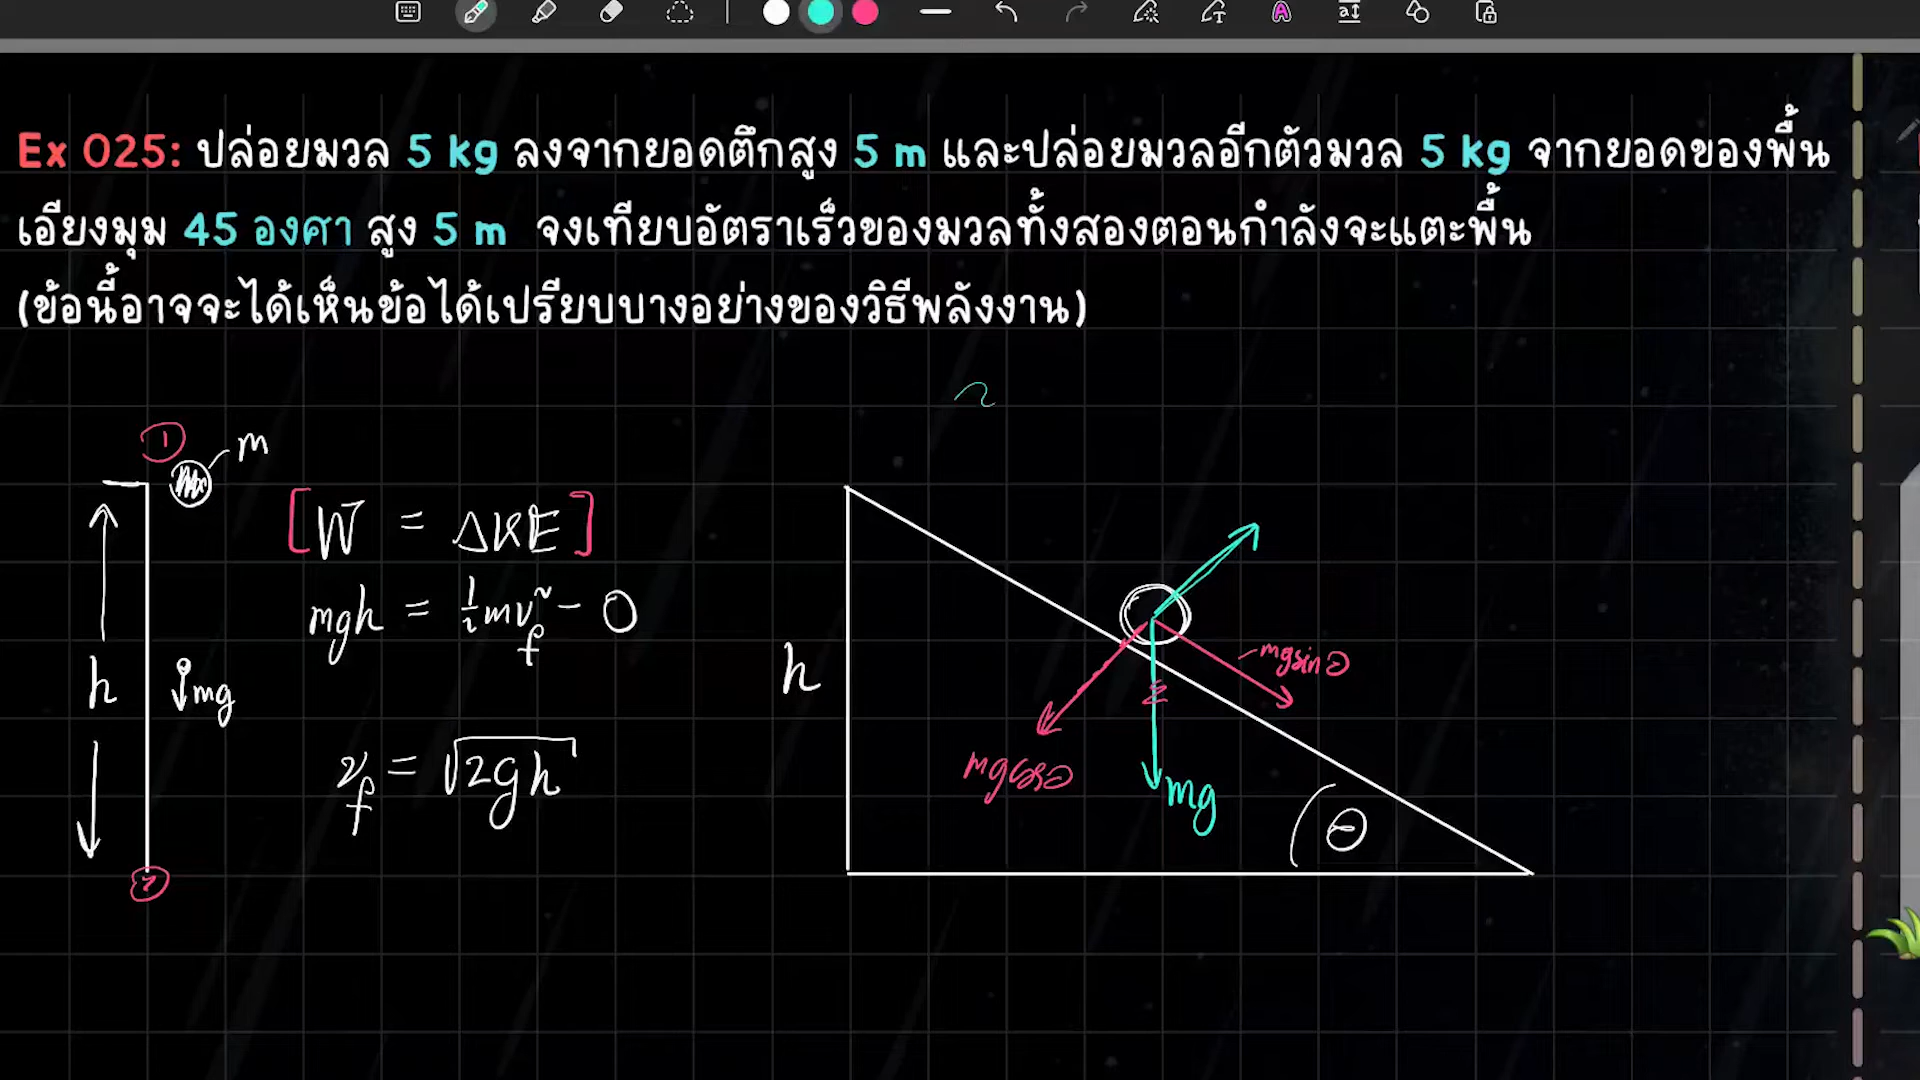 Ex 025: ปล่อยมวล 5 kg ลงจากยอดตึกสูง 5 m และปล่อยมวลอีกตัวมวล 5 kg จากยอดของพื้น
เอียงมุม 45 องศา สูง 5 m จงเทียบอัตราเร็วของมวลทั้งสองตอนกำลังจะแตะพื้น
(ข้อนี้อาจจะได้เห็นข้อได้เปรียบบางอย่างของวิธีพลังงาน)
1
m
[W = ΔKE]
mgh = ½mv_f² - 0
h
mg
v_f = √2gh
2
h
mg sin θ
mg cos θ
mg
θ